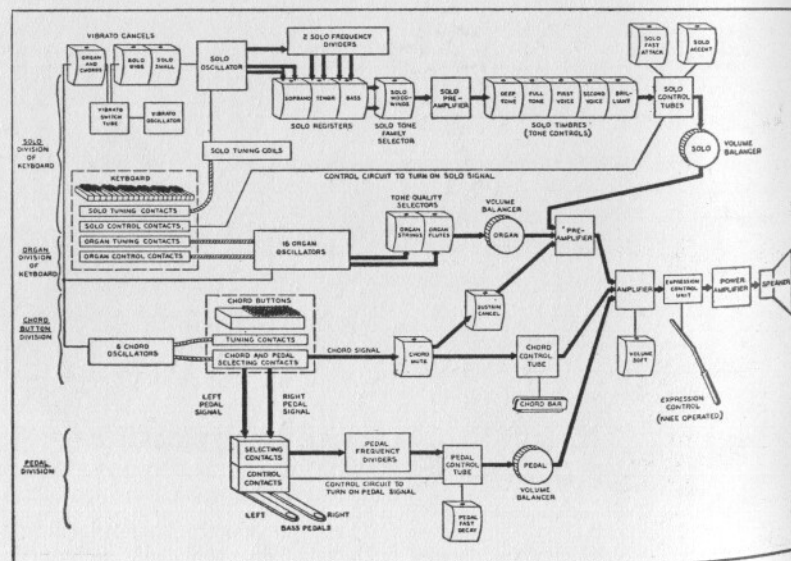 VIBRATO CANCELS
ORGAN
AND
CHORDS
SOLO
WIDE
SOLO
SMALL
VIBRATO
SWITCH
TUBE
VIBRATO
OSCILLATOR
SOLO
OSCILLATOR
2 SOLO FREQUENCY
DIVIDERS
SOPRANO
TENOR
BASS
SOLO REGISTERS
SOLO
WOOD-
WINDS
SOLO TONE
FAMILY
SELECTOR
SOLO
PRE-
AMPLIFIER
DEEP
TONE
FULL
TONE
FIRST
VOICE
SECOND
VOICE
BRIL-
LIANT
SOLO TIMBRES
(TONE CONTROLS)
SOLO
FAST
ATTACK
SOLO
ACCENT
SOLO
CONTROL
TUBES
SOLO
VOLUME
BALANCER
SOLO
DIVISION
OF
KEYBOARD
SOLO TUNING COILS
CONTROL CIRCUIT TO TURN ON SOLO SIGNAL
KEYBOARD
SOLO TUNING CONTACTS
SOLO CONTROL CONTACTS
ORGAN TUNING CONTACTS
ORGAN CONTROL CONTACTS
ORGAN
DIVISION
OF
KEYBOARD
18 ORGAN
OSCILLATORS
TONE QUALITY
SELECTORS
ORGAN
STRINGS
ORGAN
FLUTES
VOLUME
BALANCER
ORGAN
PRE-
AMPLIFIER
SUSTAIN
CANCEL
AMPLIFIER
EXPRESSION
CONTROL
UNIT
POWER
AMPLIFIER
SPEAKER
VOLUME
SOFT
EXPRESSION
CONTROL
(KNEE OPERATED)
CHORD
BUTTON
DIVISION
6 CHORD
OSCILLATORS
CHORD BUTTONS
TUNING CONTACTS
CHORD AND PEDAL
SELECTING CONTACTS
CHORD SIGNAL
CHORD
MUTE
CHORD
CONTROL
TUBE
CHORD BAR
LEFT
PEDAL
SIGNAL
RIGHT
PEDAL
SIGNAL
PEDAL
DIVISION
SELECTING
CONTACTS
CONTROL
CONTACTS
PEDAL
FREQUENCY
DIVIDERS
CONTROL CIRCUIT TO
TURN ON PEDAL SIGNAL
PEDAL
CONTROL
TUBE
PEDAL
FAST
DECAY
PEDAL
VOLUME
BALANCER
LEFT
RIGHT
BASS PEDALS